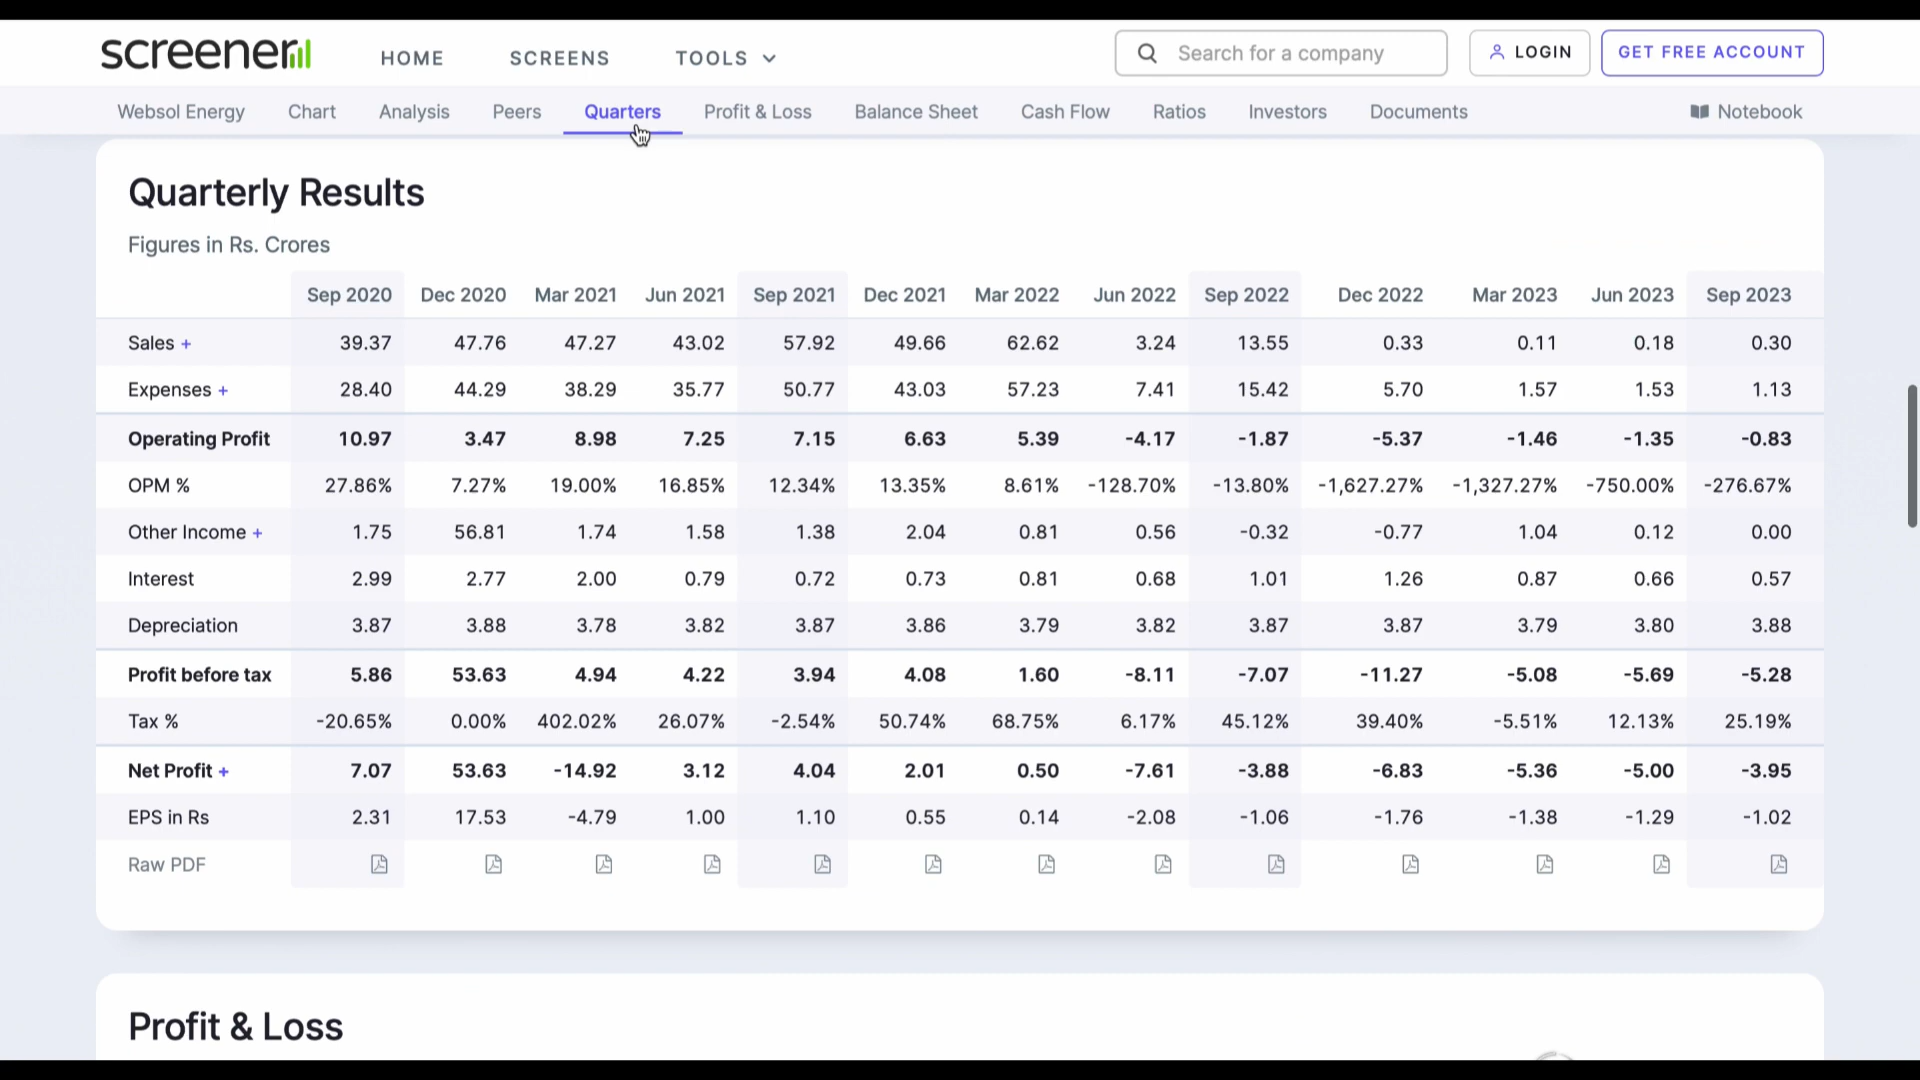 screener
HOME SCREENS TOOLS
Search for a company
LOGIN
GET FREE ACCOUNT
Websol Energy Chart Analysis Peers Quarters Profit & Loss Balance Sheet Cash Flow Ratios Investors Documents Notebook
Quarterly Results
Figures in Rs. Crores
Sep 2020 Dec 2020 Mar 2021 Jun 2021 Sep 2021 Dec 2021 Mar 2022 Jun 2022 Sep 2022 Dec 2022 Mar 2023 Jun 2023 Sep 2023
Sales + 39.37 47.76 47.27 43.02 57.92 49.66 62.62 3.24 13.55 0.33 0.11 0.18 0.30
Expenses + 28.40 44.29 38.29 35.77 50.77 43.03 57.23 7.41 15.42 5.70 1.57 1.53 1.13
Operating Profit 10.97 3.47 8.98 7.25 7.15 6.63 5.39 -4.17 -1.87 -5.37 -1.46 -1.35 -0.83
OPM % 27.86% 7.27% 19.00% 16.85% 12.34% 13.35% 8.61% -128.70% -13.80% -1,627.27% -1,327.27% -750.00% -276.67%
Other Income + 1.75 56.81 1.74 1.58 1.38 2.04 0.81 0.56 -0.32 -0.77 1.04 0.12 0.00
Interest 2.99 2.77 2.00 0.79 0.72 0.73 0.81 0.68 1.01 1.26 0.87 0.66 0.57
Depreciation 3.87 3.88 3.78 3.82 3.87 3.86 3.79 3.82 3.87 3.87 3.79 3.80 3.88
Profit before tax 5.86 53.63 4.94 4.22 3.94 4.08 1.60 -8.11 -7.07 -11.27 -5.08 -5.69 -5.28
Tax % -20.65% 0.00% 402.02% 26.07% -2.54% 50.74% 68.75% 6.17% 45.12% 39.40% -5.51% 12.13% 25.19%
Net Profit + 7.07 53.63 -14.92 3.12 4.04 2.01 0.50 -7.61 -3.88 -6.83 -5.36 -5.00 -3.95
EPS in Rs 2.31 17.53 -4.79 1.00 1.10 0.55 0.14 -2.08 -1.06 -1.76 -1.38 -1.29 -1.02
Raw PDF
Profit & Loss